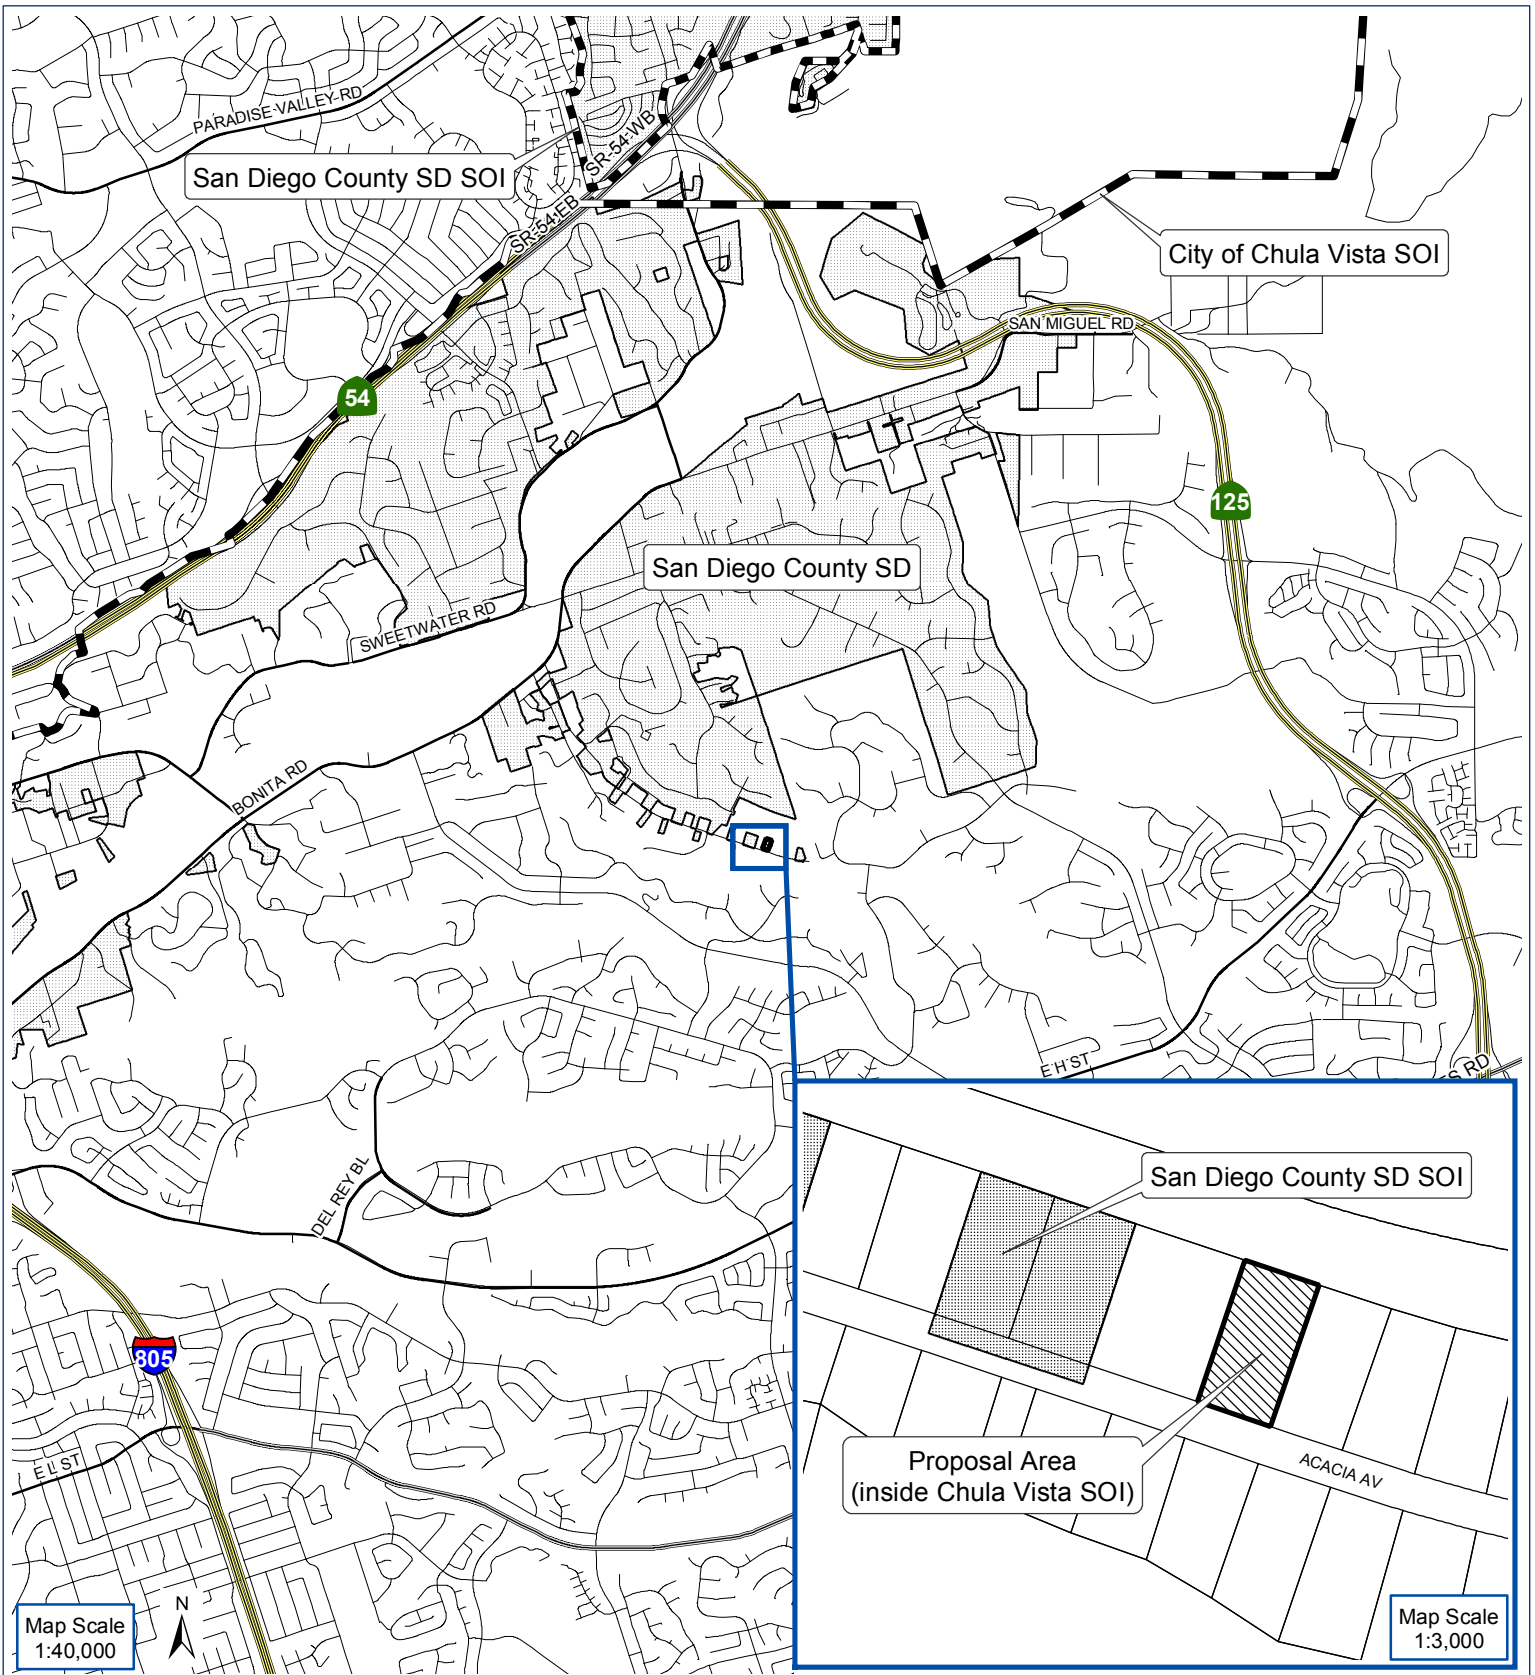 PARADISE VALLEY RD
SR-54 WB
San Diego County SD SOI
SR-54 EB
City of Chula Vista SOI
SAN MIGUEL RD
54
125
San Diego County SD
SWEETWATER RD
BONITA RD
E H ST
S RD
DEL REY BL
San Diego County SD SOI
805
Proposal Area
(inside Chula Vista SOI)
ACACIA AV
E L ST
N
Map Scale
1:40,000
Map Scale
1:3,000